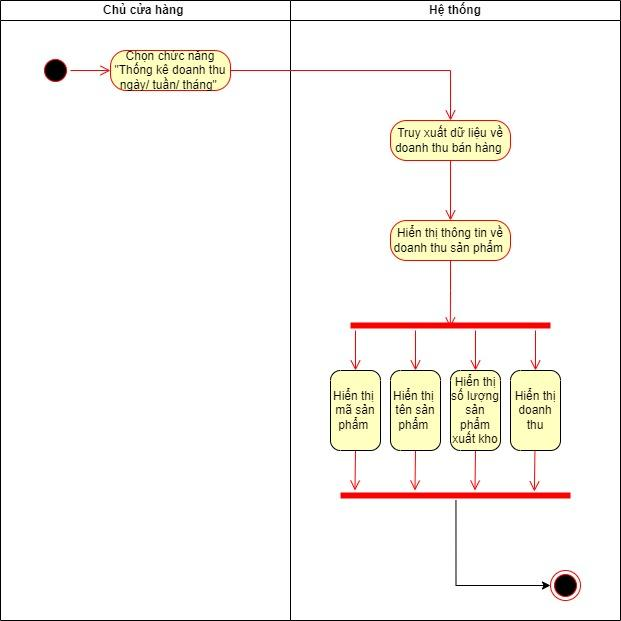 Chủ cửa hàng
Hệ thống
Chọn chức năng
"Thống kê doanh thu
ngày/ tuần/ tháng"
Truy xuất dữ liệu về
doanh thu bán hàng
Hiển thị thông tin về
doanh thu sản phẩm
Hiển thị
mã sản
phẩm
Hiển thị
tên sản
phẩm
Hiển thị
số lượng
sản
phẩm
xuất kho
Hiển thị
doanh
thu